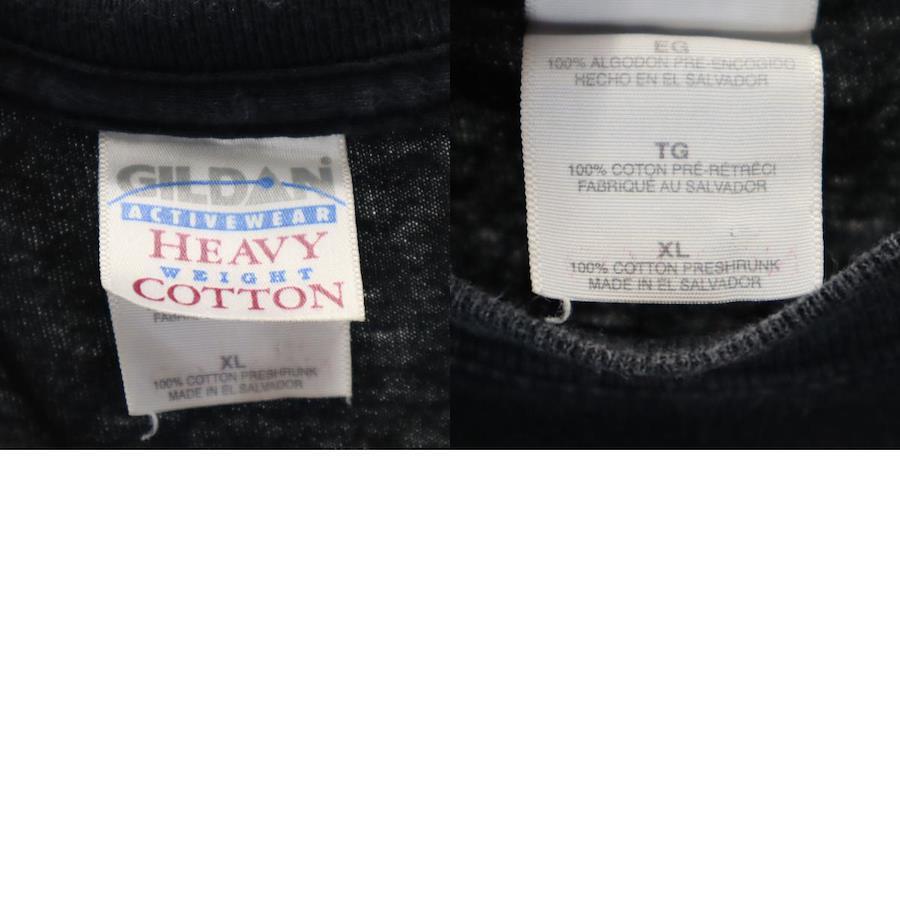 GILDAN
ACTIVEWEAR
HEAVY
WEIGHT
COTTON
XL
100% COTTON PRESHRUNK
MADE IN EL SALVADOR
EG
100% ALGODON PRE-ENCOGIDO
HECHO EN EL SALVADOR
TG
100% COTON PRÉ-RÉTRÉCI
FABRIQUE AU SALVADOR
XL
100% COTTON PRESHRUNK
MADE IN EL SALVADOR